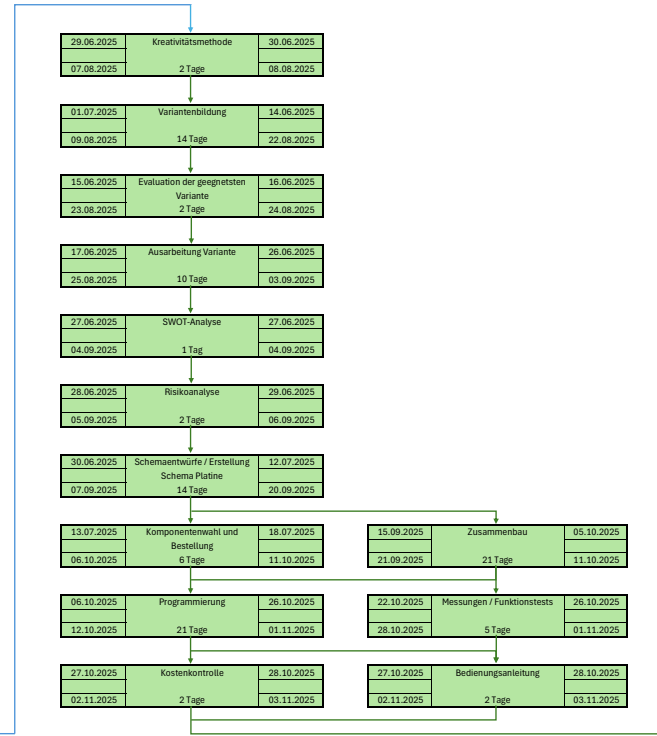 29.06.2025 Kreativitätsmethode 30.06.2025
07.08.2025 2 Tage 08.08.2025
01.07.2025 Variantenbildung 14.06.2025
09.08.2025 14 Tage 22.08.2025
15.06.2025 Evaluation der geegnetsten 16.06.2025
Variante
23.08.2025 2 Tage 24.08.2025
17.06.2025 Ausarbeitung Variante 26.06.2025
25.08.2025 10 Tage 03.09.2025
27.06.2025 SWOT-Analyse 27.06.2025
04.09.2025 1 Tag 04.09.2025
28.06.2025 Risikoanalyse 29.06.2025
05.09.2025 2 Tage 06.09.2025
30.06.2025 Schemaentwürfe / Erstellung 12.07.2025
Schema Platine
07.09.2025 14 Tage 20.09.2025
13.07.2025 Komponentenwahl und 18.07.2025
Bestellung
06.10.2025 6 Tage 11.10.2025
15.09.2025 Zusammenbau 05.10.2025
21.09.2025 21 Tage 11.10.2025
06.10.2025 Programmierung 26.10.2025
12.10.2025 21 Tage 01.11.2025
22.10.2025 Messungen / Funktionstests 26.10.2025
28.10.2025 5 Tage 01.11.2025
27.10.2025 Kostenkontrolle 28.10.2025
02.11.2025 2 Tage 03.11.2025
27.10.2025 Bedienungsanleitung 28.10.2025
02.11.2025 2 Tage 03.11.2025